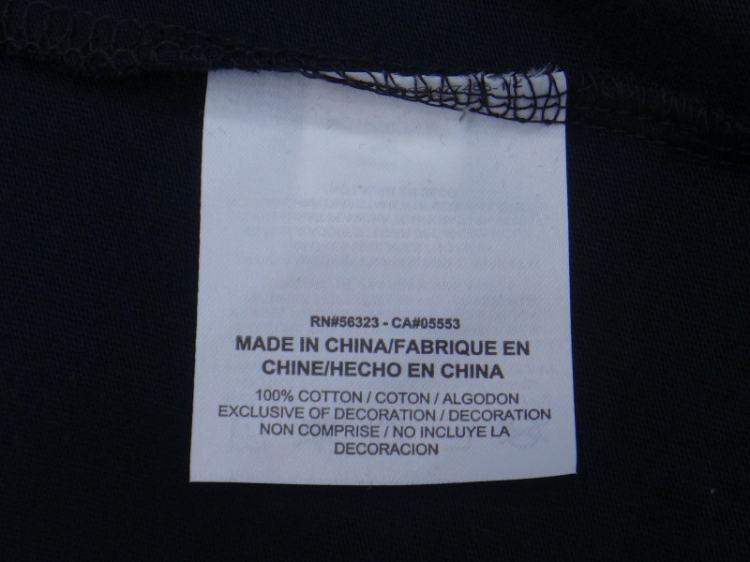 RN#56323 - CA#05553
MADE IN CHINA/FABRIQUE EN
CHINE/HECHO EN CHINA
100% COTTON / COTON / ALGODON
EXCLUSIVE OF DECORATION / DECORATION
NON COMPRISE / NO INCLUYE LA
DECORACION